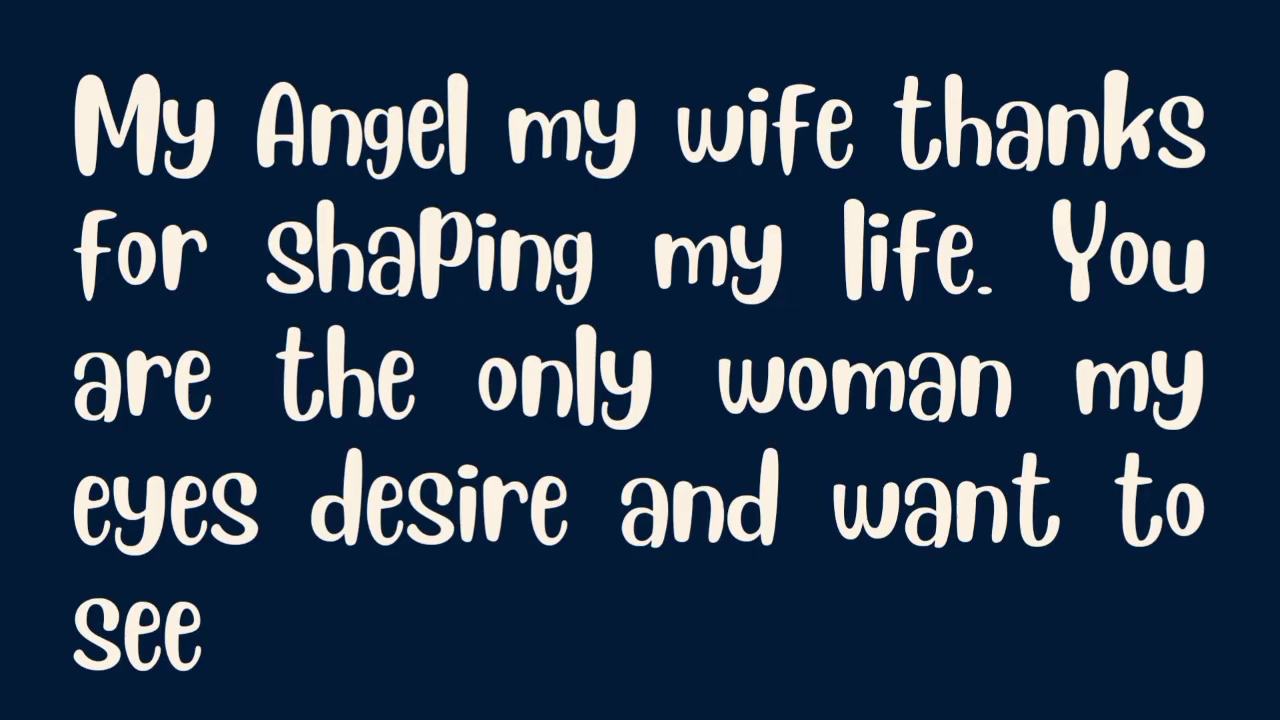 My Angel my wife thanks
for shaping my life. You
are the only woman my
eyes desire and want to
see